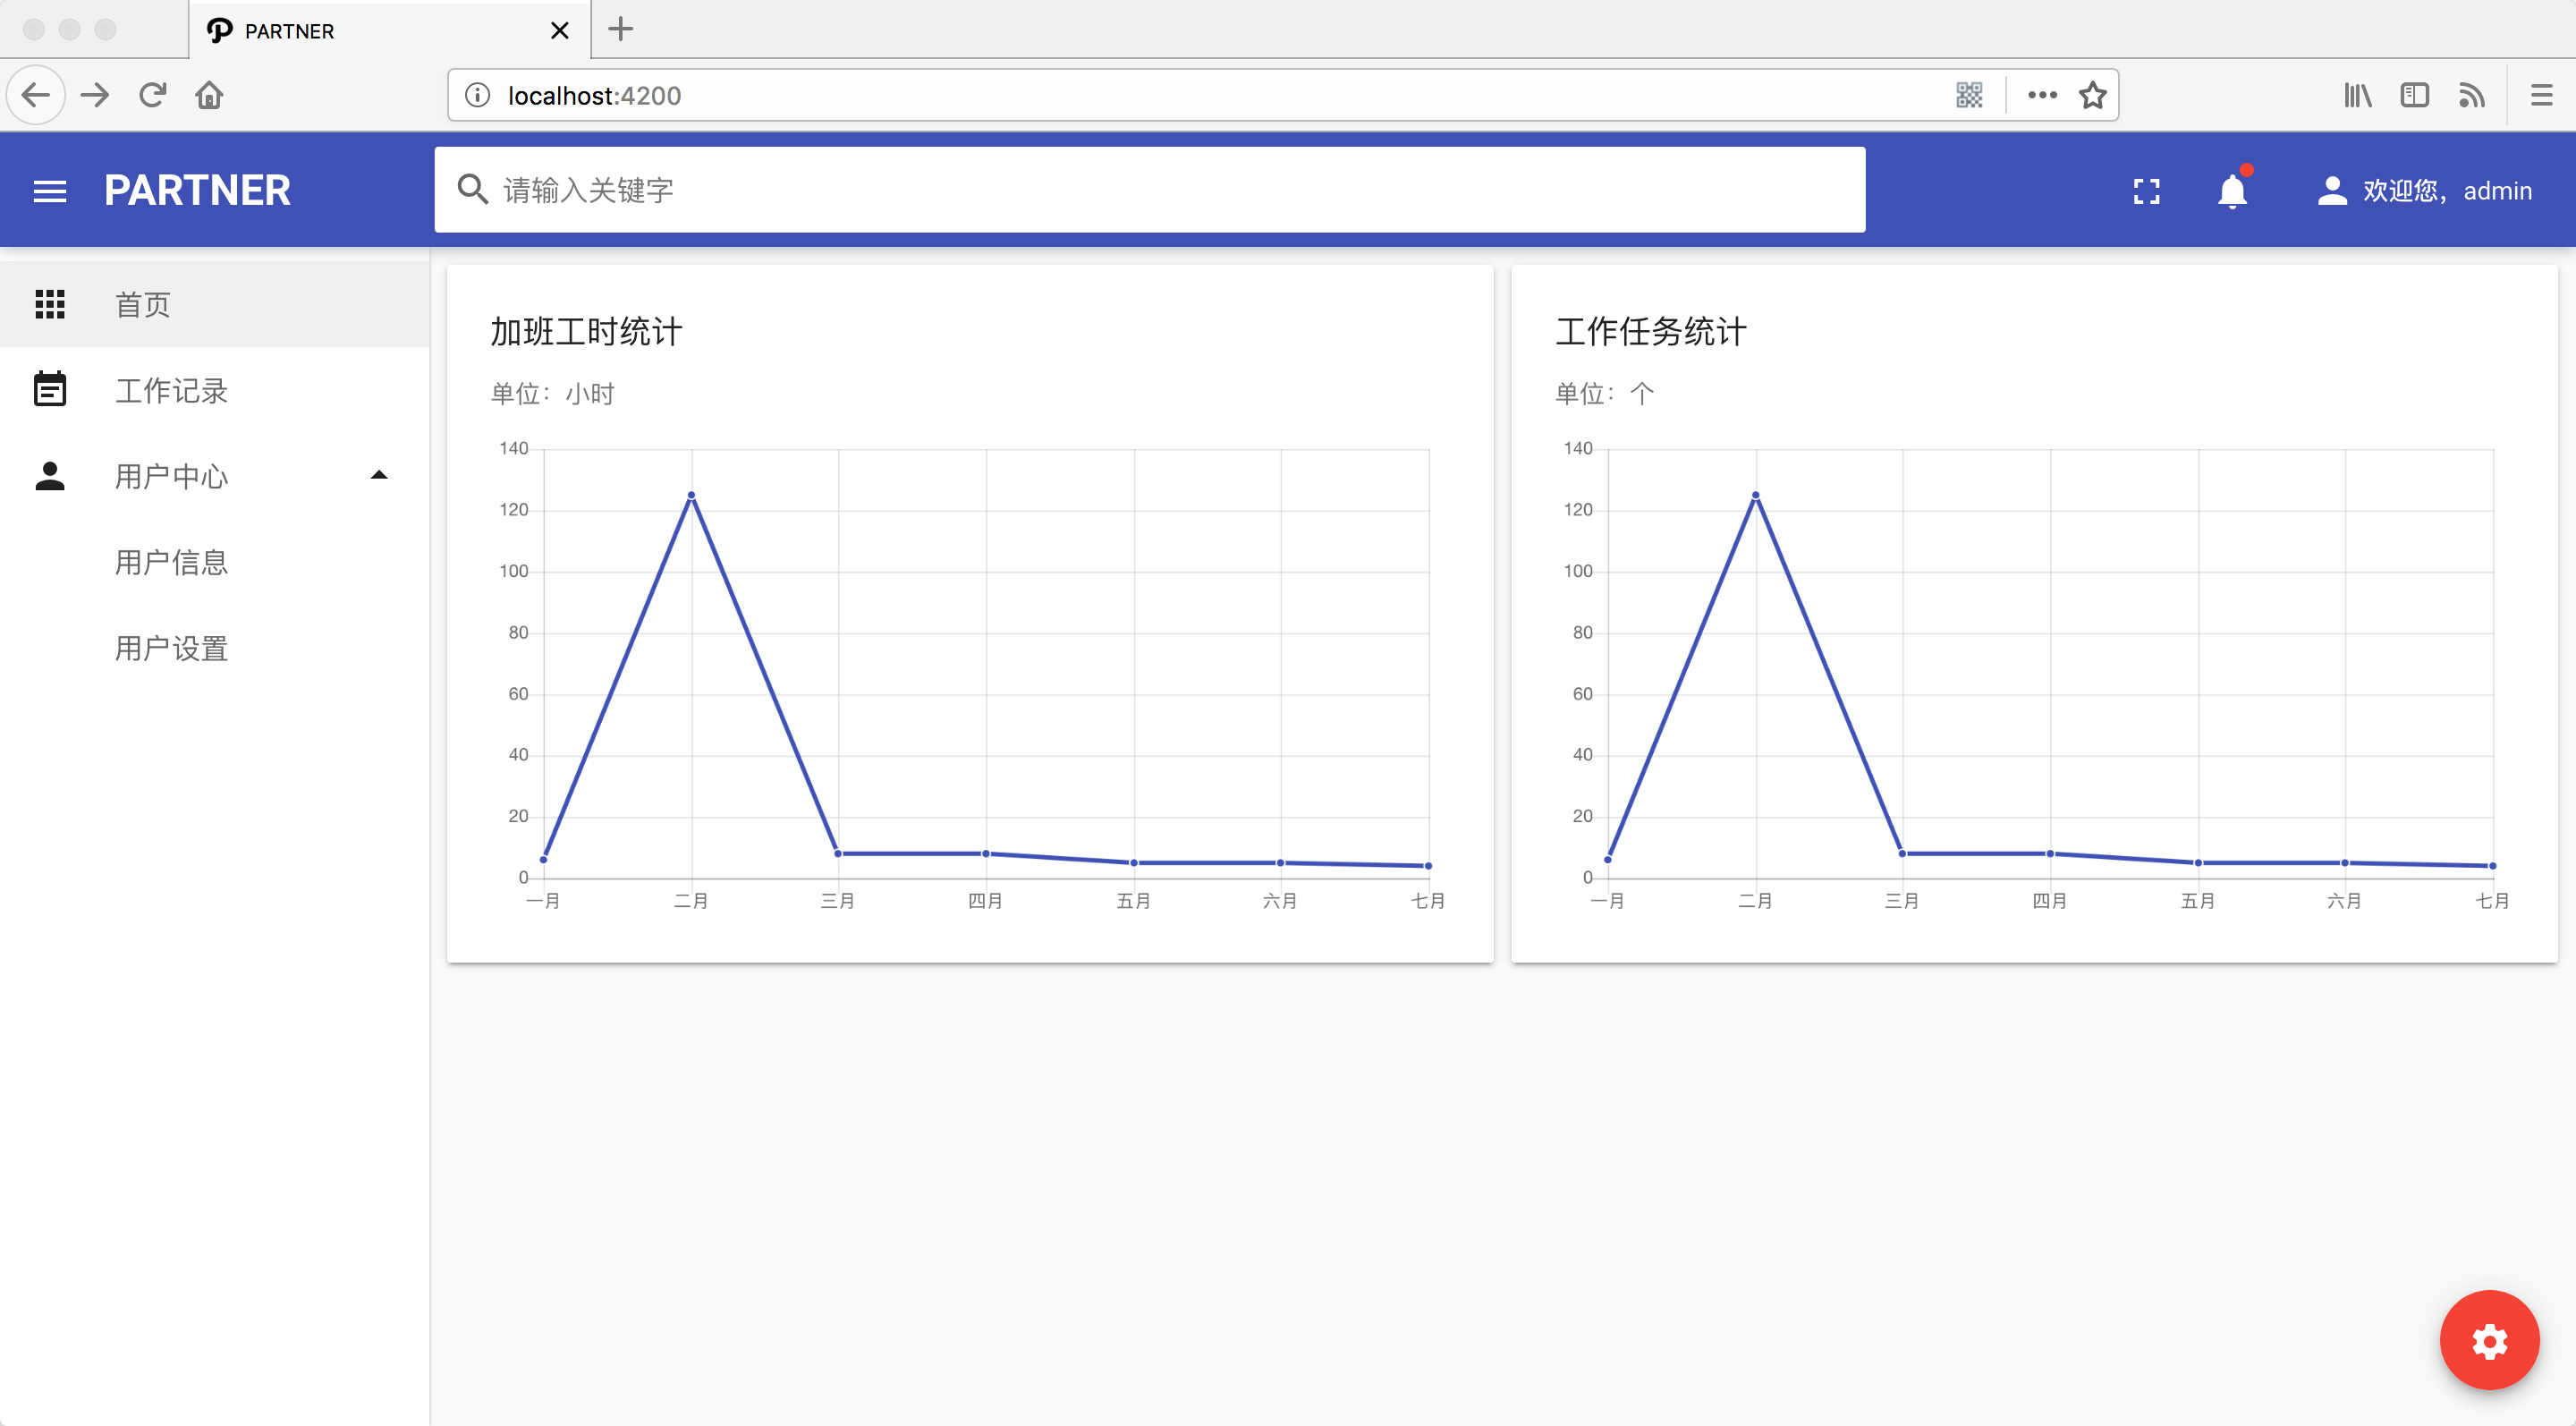 PARTNER
localhost:4200
PARTNER
请输入关键字
欢迎您，admin
首页
工作记录
用户中心
用户信息
用户设置
加班工时统计
单位：小时
140
120
100
80
60
40
20
0
一月 二月 三月 四月 五月 六月 七月
工作任务统计
单位：个
140
120
100
80
60
40
20
0
一月 二月 三月 四月 五月 六月 七月